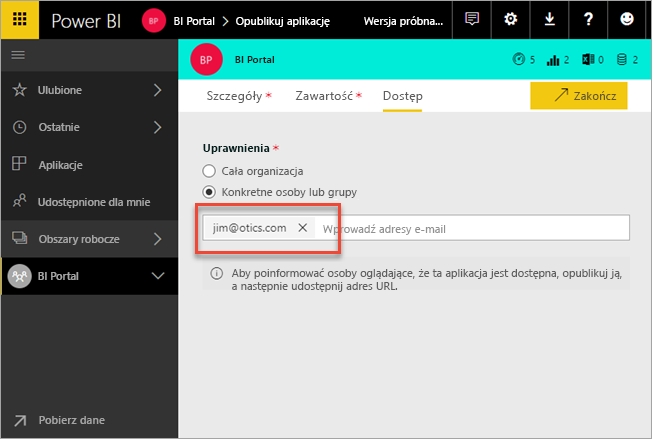 Power BI
BP
BI Portal
Opublikuj aplikację
Wersja próbna...
?
BP
BI Portal
5
2
0
2
Ulubione
Ostatnie
Aplikacje
Udostępnione dla mnie
Obszary robocze
BI Portal
Pobierz dane
Szczegóły *
Zawartość *
Dostęp
Zakończ
Uprawnienia *
Cała organizacja
Konkretne osoby lub grupy
jim@otics.com
Wprowadź adresy e-mail
Aby poinformować osoby oglądające, że ta aplikacja jest dostępna, opublikuj ją,
a następnie udostępnij adres URL.